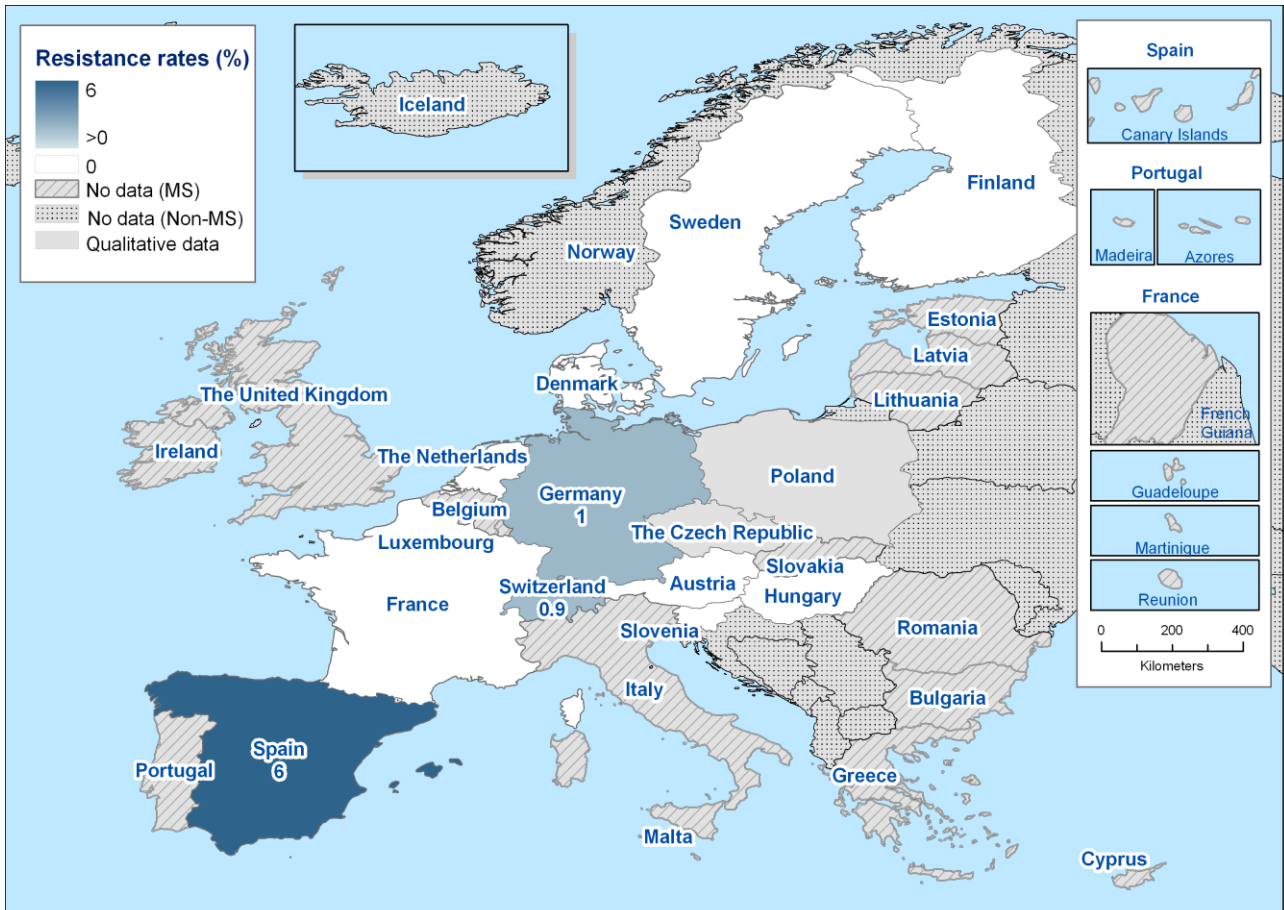 Resistance rates (%)
6
>0
0
No data (MS)
No data (Non-MS)
Qualitative data
Iceland
Norway
Sweden
Finland
Estonia
Latvia
Lithuania
Denmark
The United Kingdom
Ireland
The Netherlands
Belgium
Luxembourg
Germany
1
Poland
The Czech Republic
Slovakia
Switzerland
0.9
Austria
Hungary
France
Slovenia
Romania
Italy
Bulgaria
Spain
6
Portugal
Greece
Malta
Cyprus
Spain
Canary Islands
Portugal
Madeira
Azores
France
French
Guiana
Guadeloupe
Martinique
Reunion
0 200 400
Kilometers